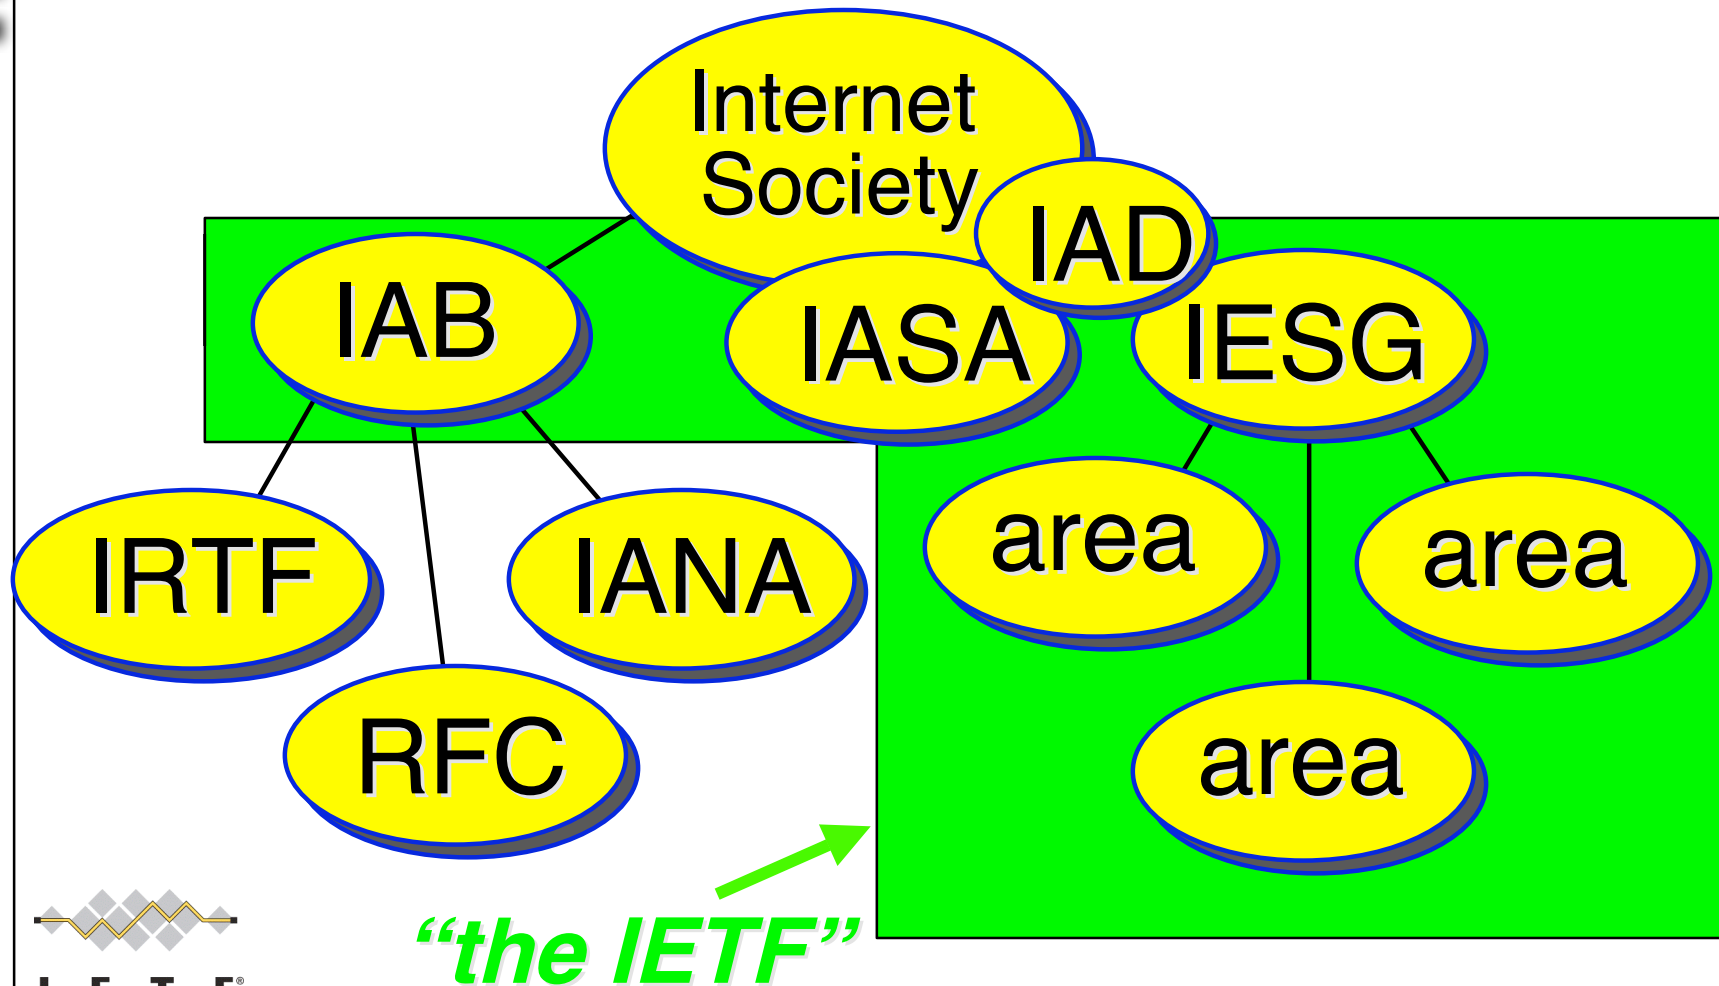 Internet
Society
IAD
IAB
IASA
IESG
IRTF
IANA
area
area
RFC
area
“the IETF”
I E T F®